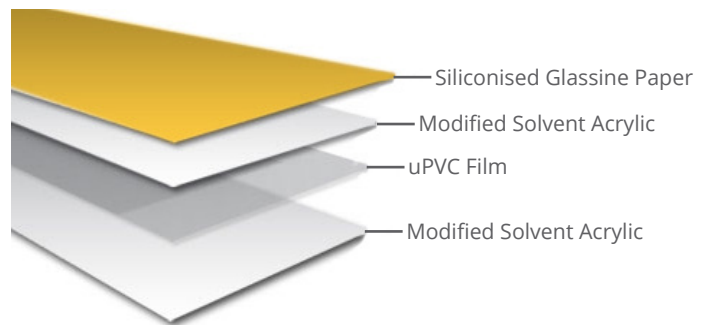 Siliconised Glassine Paper
Modified Solvent Acrylic
uPVC Film
Modified Solvent Acrylic